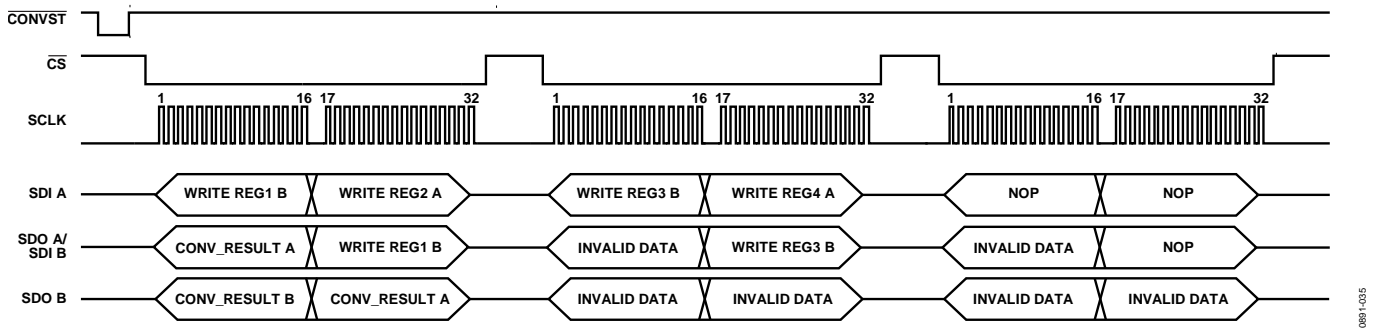 CONVST
CS
1 16 17 32 1 16 17 32 1 16 17 32
SCLK
SDI A WRITE REG1 B WRITE REG2 A WRITE REG3 B WRITE REG4 A NOP NOP
SDO A/
SDI B CONV_RESULT A WRITE REG1 B INVALID DATA WRITE REG3 B INVALID DATA NOP
SDO B CONV_RESULT B CONV_RESULT A INVALID DATA INVALID DATA INVALID DATA INVALID DATA
0891-035